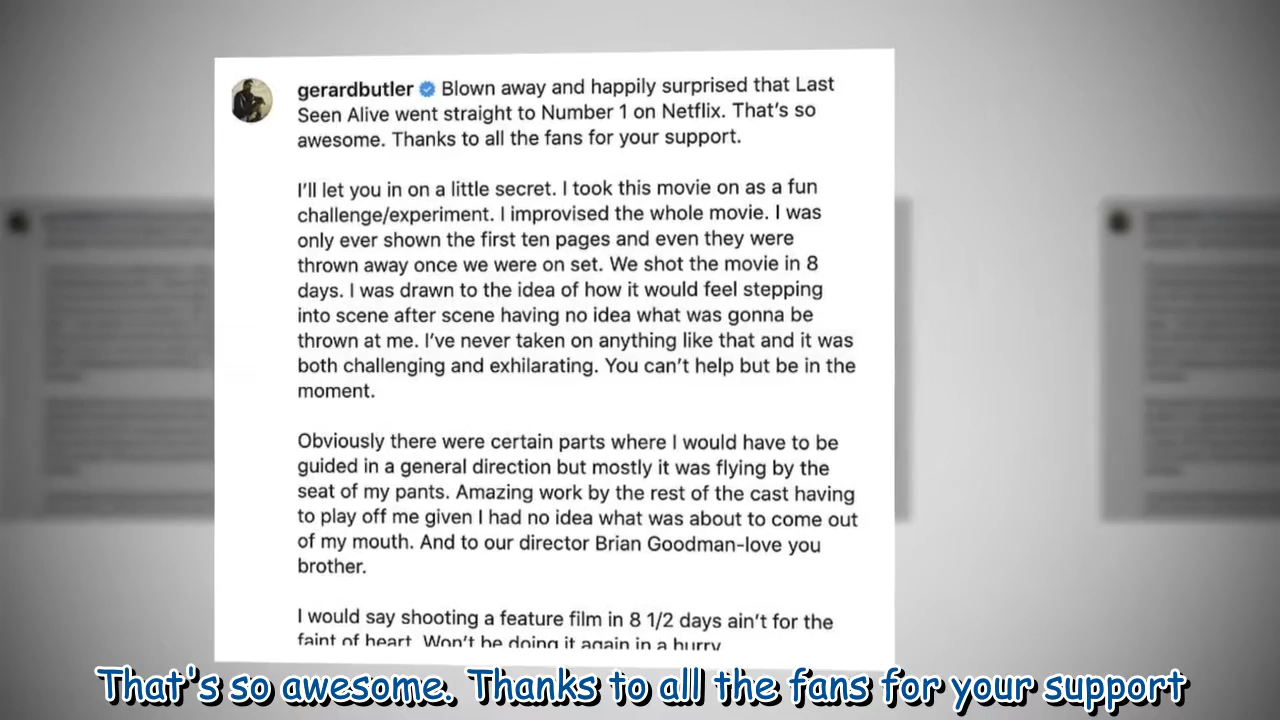 gerardbutler Blown away and happily surprised that Last
Seen Alive went straight to Number 1 on Netflix. That's so
awesome. Thanks to all the fans for your support.
I'll let you in on a little secret. I took this movie on as a fun
challenge/experiment. I improvised the whole movie. I was
only ever shown the first ten pages and even they were
thrown away once we were on set. We shot the movie in 8
days. I was drawn to the idea of how it would feel stepping
into scene after scene having no idea what was gonna be
thrown at me. I've never taken on anything like that and it was
both challenging and exhilarating. You can't help but be in the
moment.
Obviously there were certain parts where I would have to be
guided in a general direction but mostly it was flying by the
seat of my pants. Amazing work by the rest of the cast having
to play off me given I had no idea what was about to come out
of my mouth. And to our director Brian Goodman-love you
brother.
I would say shooting a feature film in 8 1/2 days ain't for the
faint of heart. Won't be doing it again in a hurry
That's so awesome. Thanks to all the fans for your support